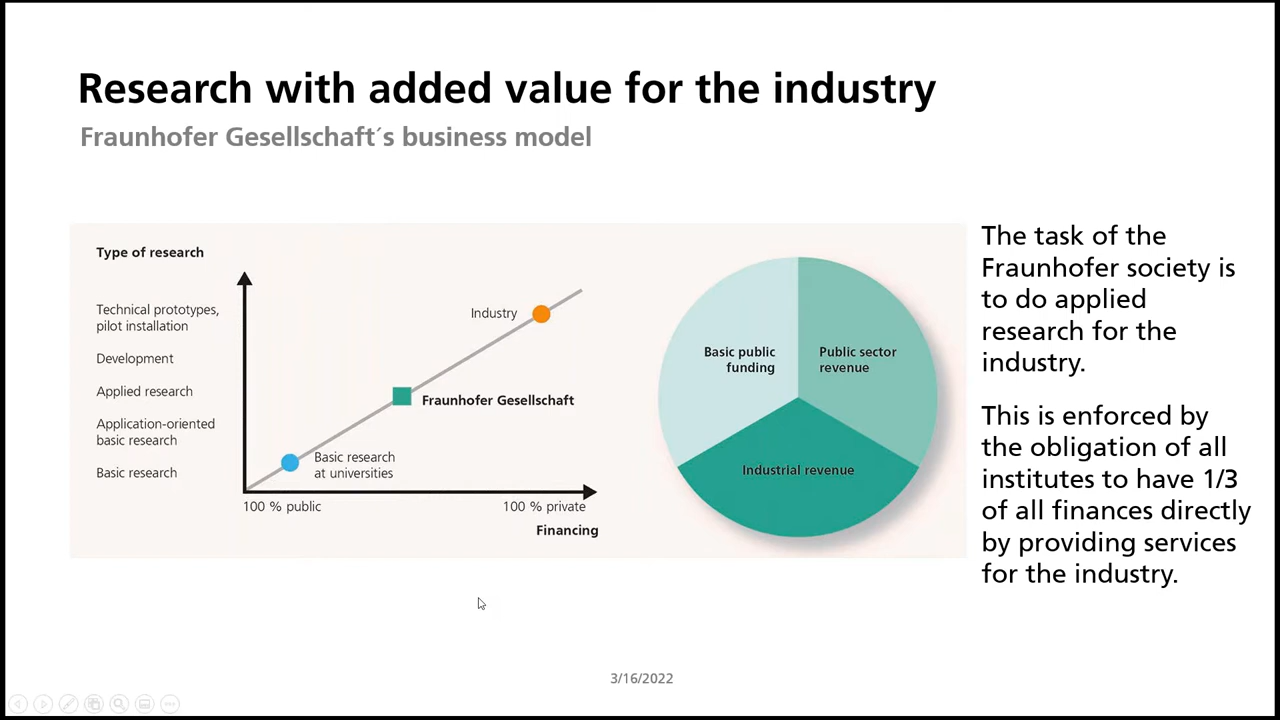 Research with added value for the industry
Fraunhofer Gesellschaft´s business model
Type of research
Technical prototypes,
pilot installation
Development
Applied research
Application-oriented
basic research
Basic research
Industry
Fraunhofer Gesellschaft
Basic research
at universities
100 % public
100 % private
Financing
Basic public
funding
Public sector
revenue
Industrial revenue
The task of the
Fraunhofer society is
to do applied
research for the
industry.
This is enforced by
the obligation of all
institutes to have 1/3
of all finances directly
by providing services
for the industry.
3/16/2022